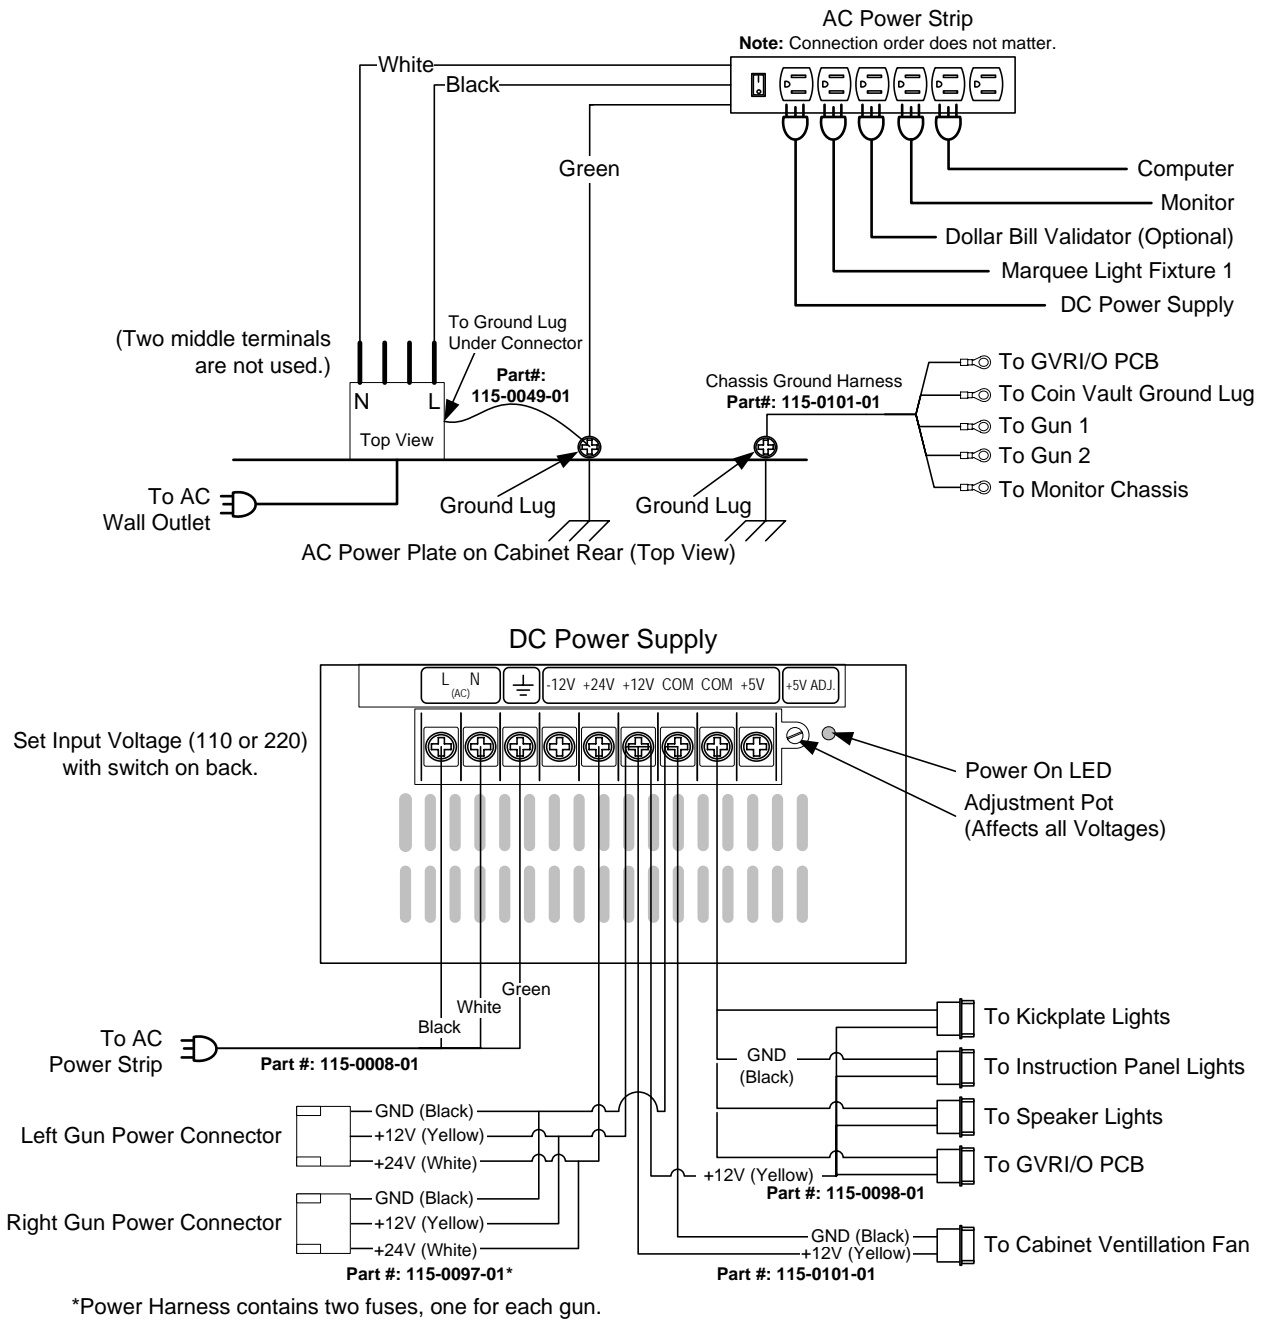 AC Power Strip
Note: Connection order does not matter.
White
Black
Green
Computer
Monitor
Dollar Bill Validator (Optional)
Marquee Light Fixture 1
DC Power Supply
(Two middle terminals
are not used.)
To Ground Lug
Under Connector
Part#:
115-0049-01
N L
Top View
Chassis Ground Harness
Part#: 115-0101-01
To GVRI/O PCB
To Coin Vault Ground Lug
To Gun 1
To Gun 2
To Monitor Chassis
To AC
Wall Outlet
Ground Lug
Ground Lug
AC Power Plate on Cabinet Rear (Top View)
DC Power Supply
L N
(AC)
-12V +24V +12V COM COM +5V
+5V ADJ.
Set Input Voltage (110 or 220)
with switch on back.
Power On LED
Adjustment Pot
(Affects all Voltages)
Green
White
Black
To AC
Power Strip
Part #: 115-0008-01
To Kickplate Lights
GND
(Black)
To Instruction Panel Lights
To Speaker Lights
To GVRI/O PCB
+12V (Yellow)
Part #: 115-0098-01
Left Gun Power Connector
GND (Black)
+12V (Yellow)
+24V (White)
Right Gun Power Connector
GND (Black)
+12V (Yellow)
+24V (White)
Part #: 115-0097-01*
GND (Black)
+12V (Yellow)
To Cabinet Ventillation Fan
Part #: 115-0101-01
*Power Harness contains two fuses, one for each gun.